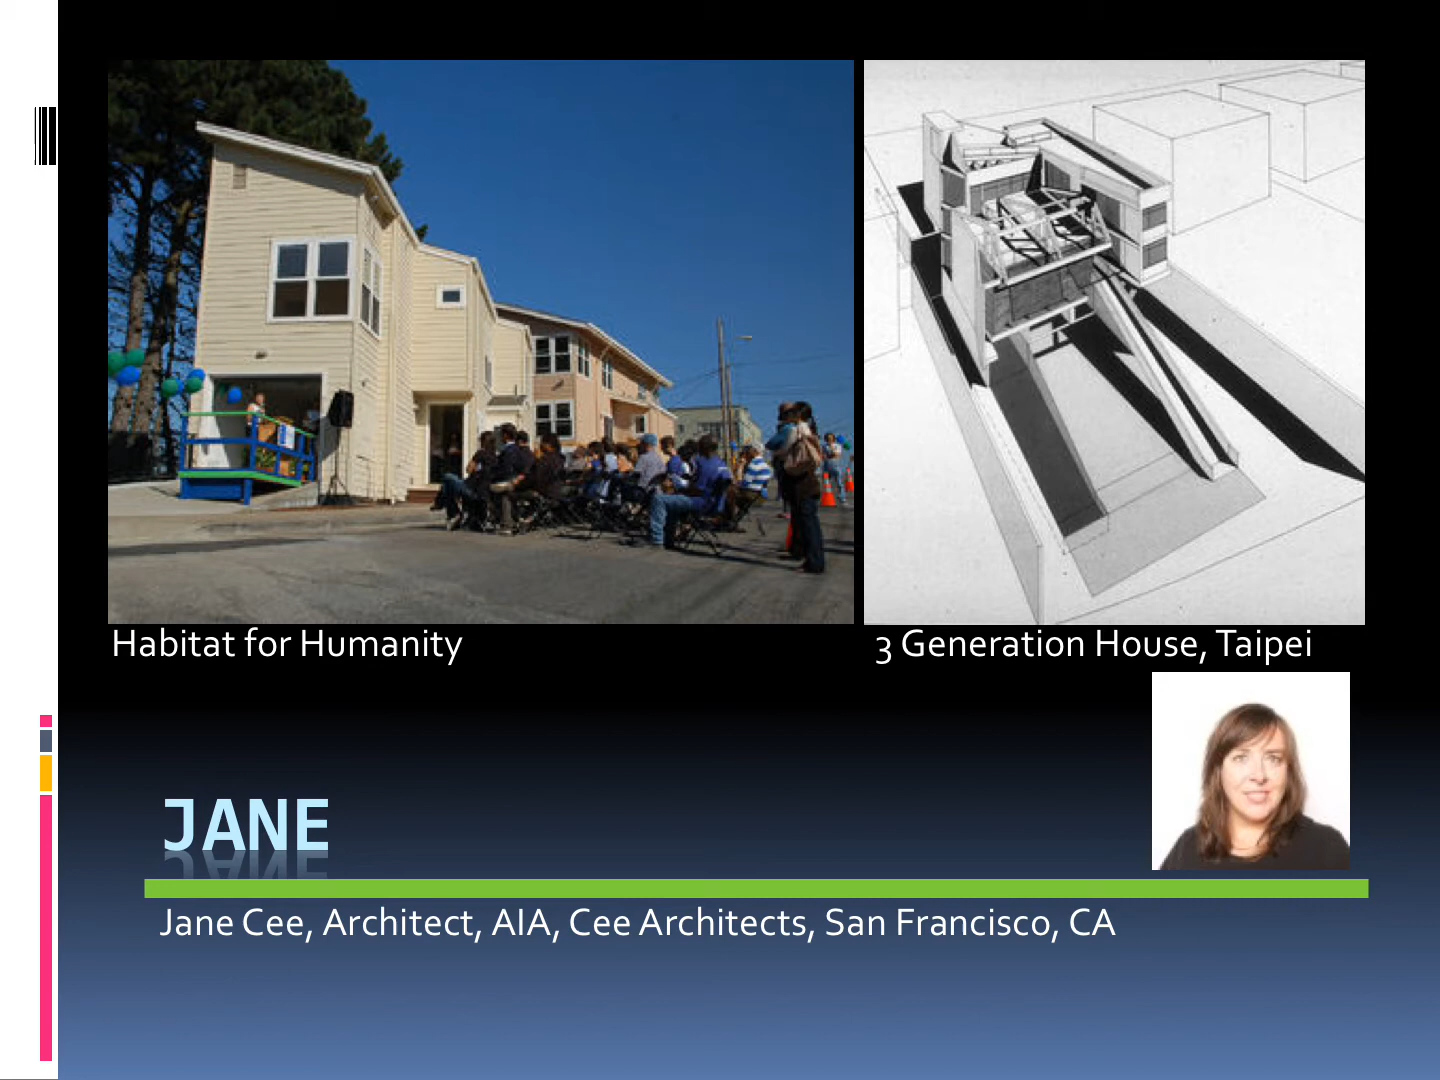 Habitat for Humanity
3 Generation House, Taipei
JANE
Jane Cee, Architect, AIA, Cee Architects, San Francisco, CA